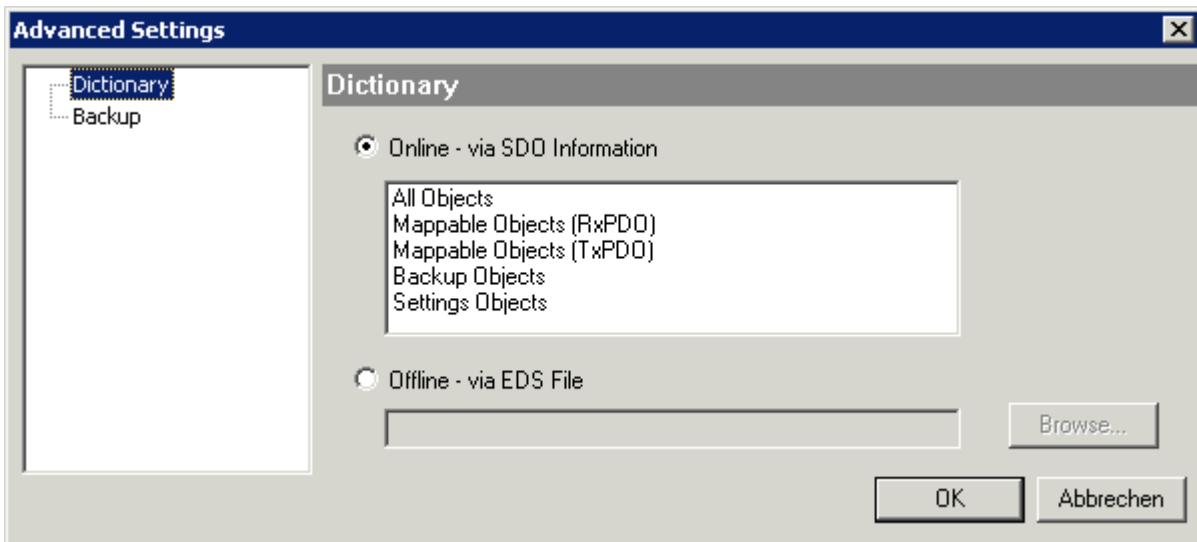 Advanced Settings
Dictionary
Backup
Dictionary
Online - via SDO Information
All Objects
Mappable Objects (RxPDO)
Mappable Objects (TxPDO)
Backup Objects
Settings Objects
Offline - via EDS File
Browse...
OK
Abbrechen